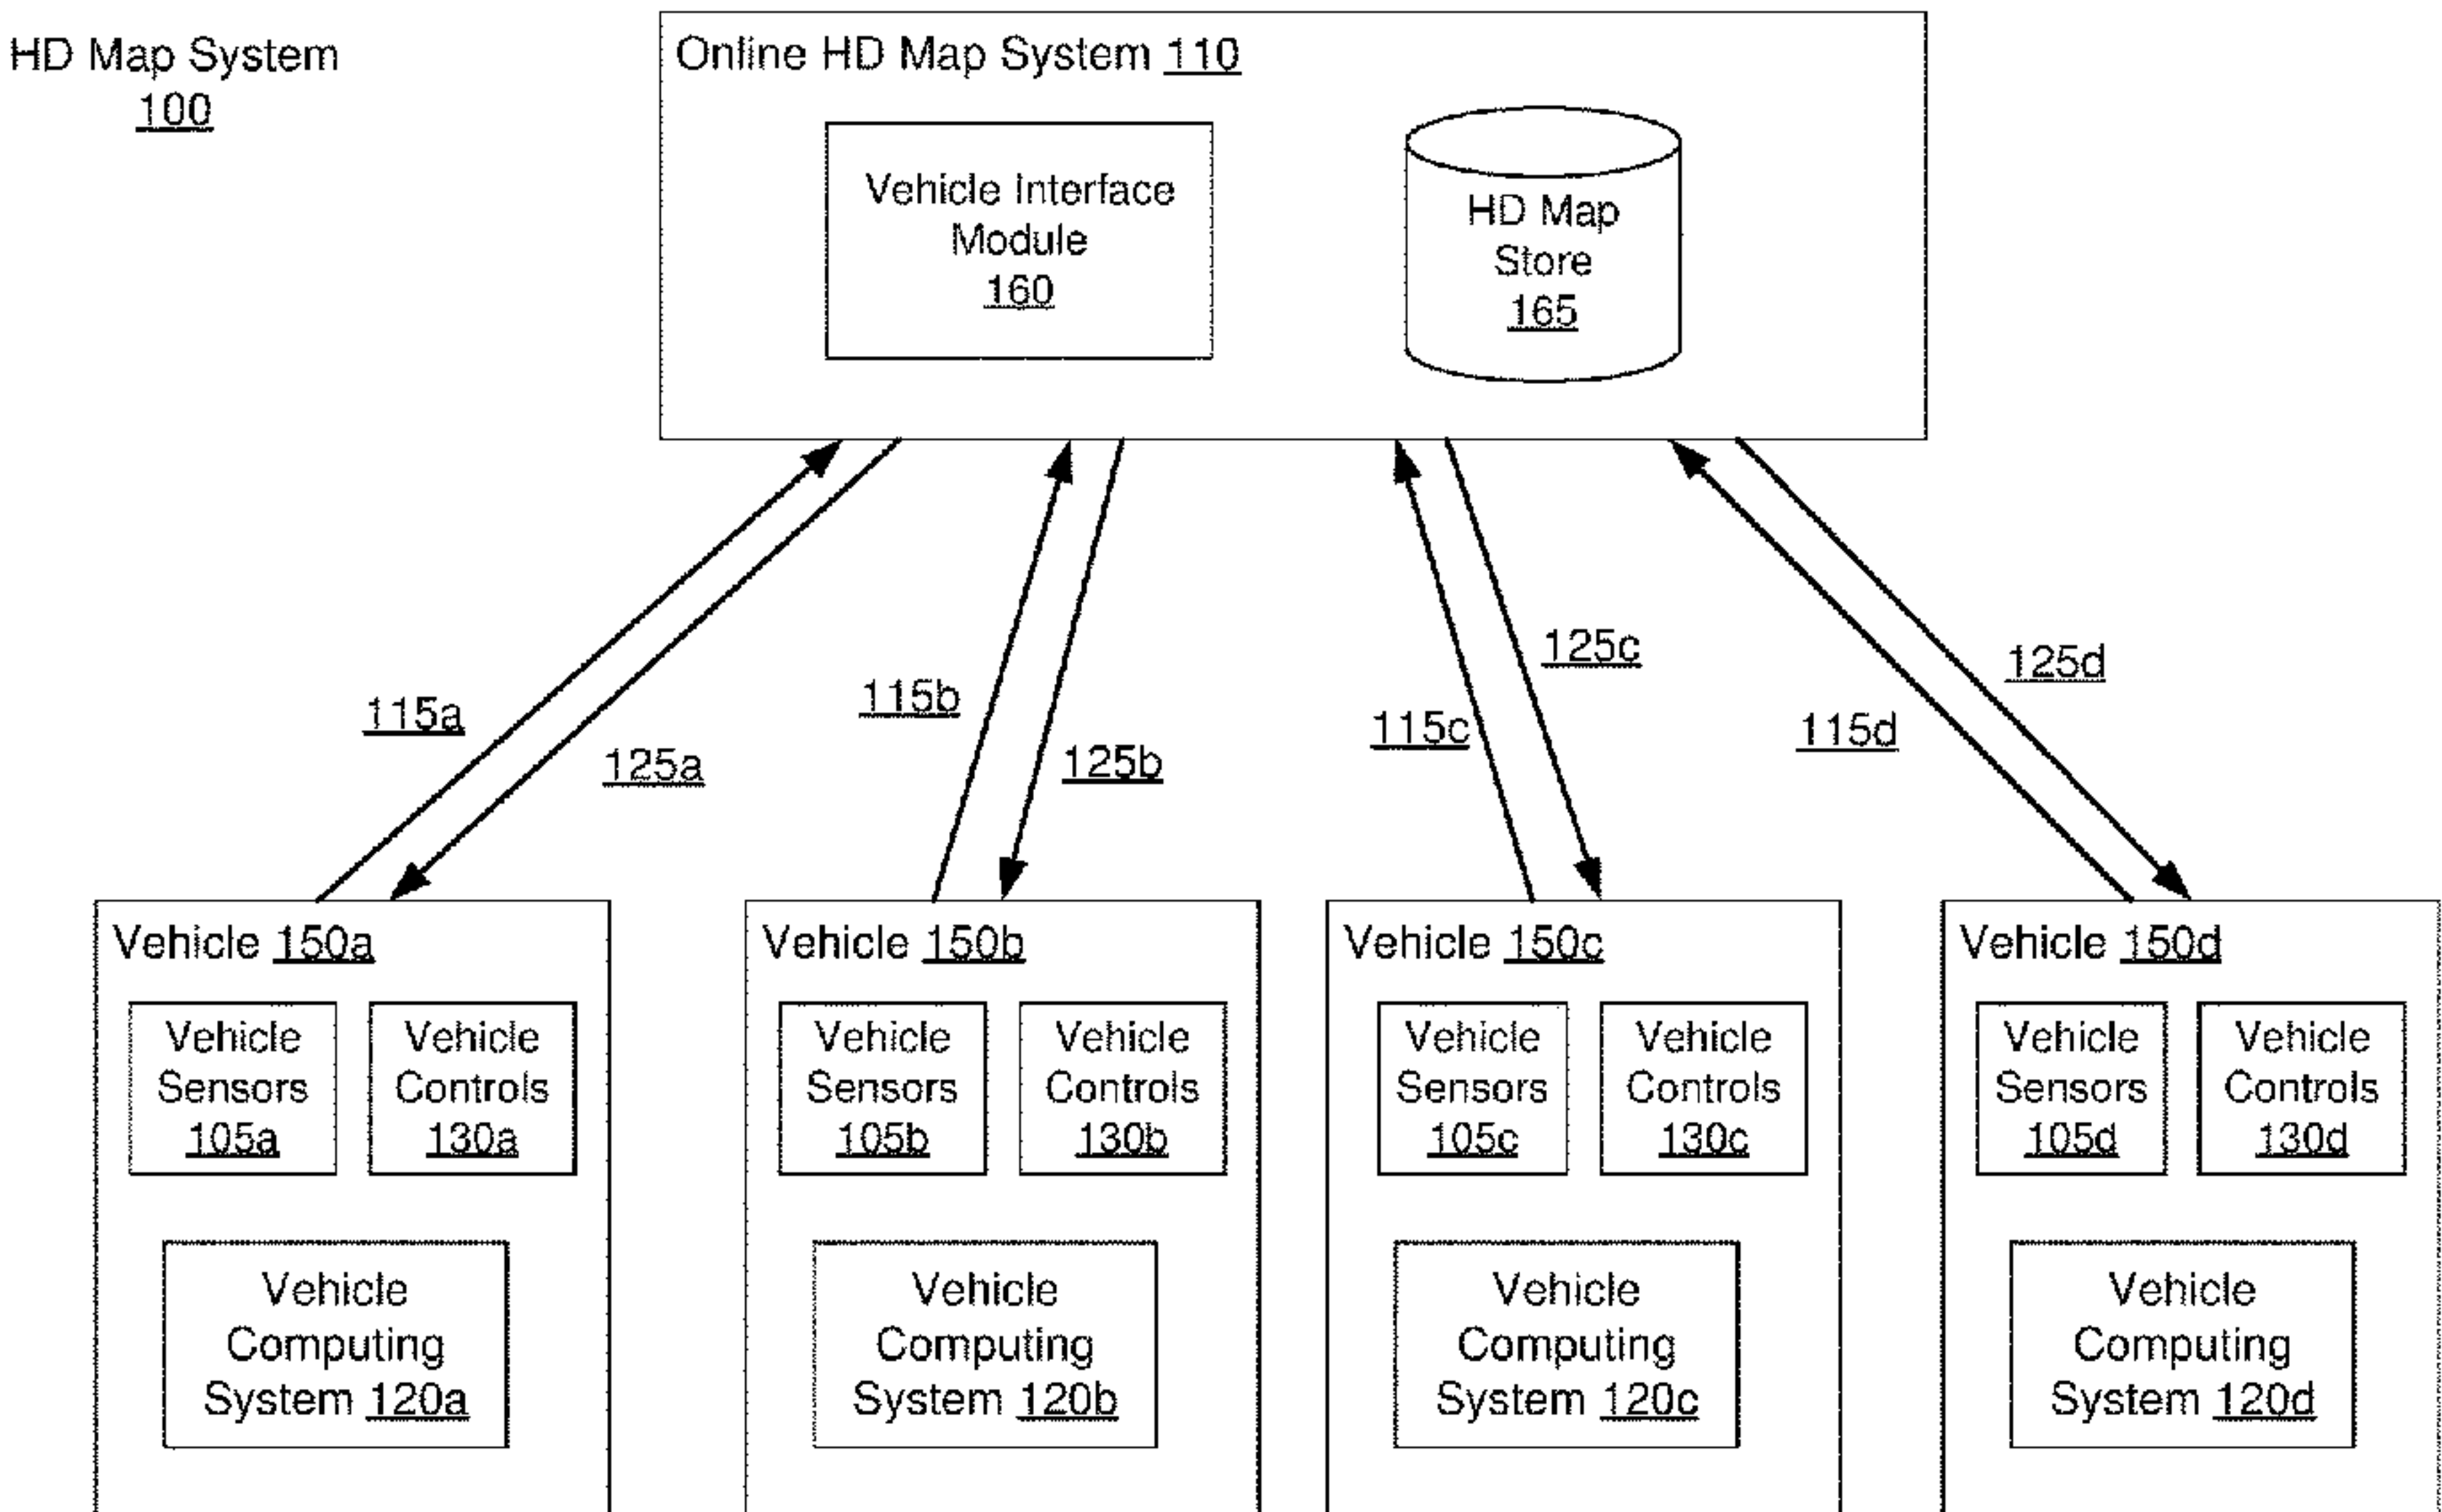 HD Map System
100
Online HD Map System 110
Vehicle Interface
Module
160
HD Map
Store
165
115a
125a
115b
125b
115c
125c
115d
125d
Vehicle 150a
Vehicle
Sensors
105a
Vehicle
Controls
130a
Vehicle
Computing
System 120a
Vehicle 150b
Vehicle
Sensors
105b
Vehicle
Controls
130b
Vehicle
Computing
System 120b
Vehicle 150c
Vehicle
Sensors
105c
Vehicle
Controls
130c
Vehicle
Computing
System 120c
Vehicle 150d
Vehicle
Sensors
105d
Vehicle
Controls
130d
Vehicle
Computing
System 120d